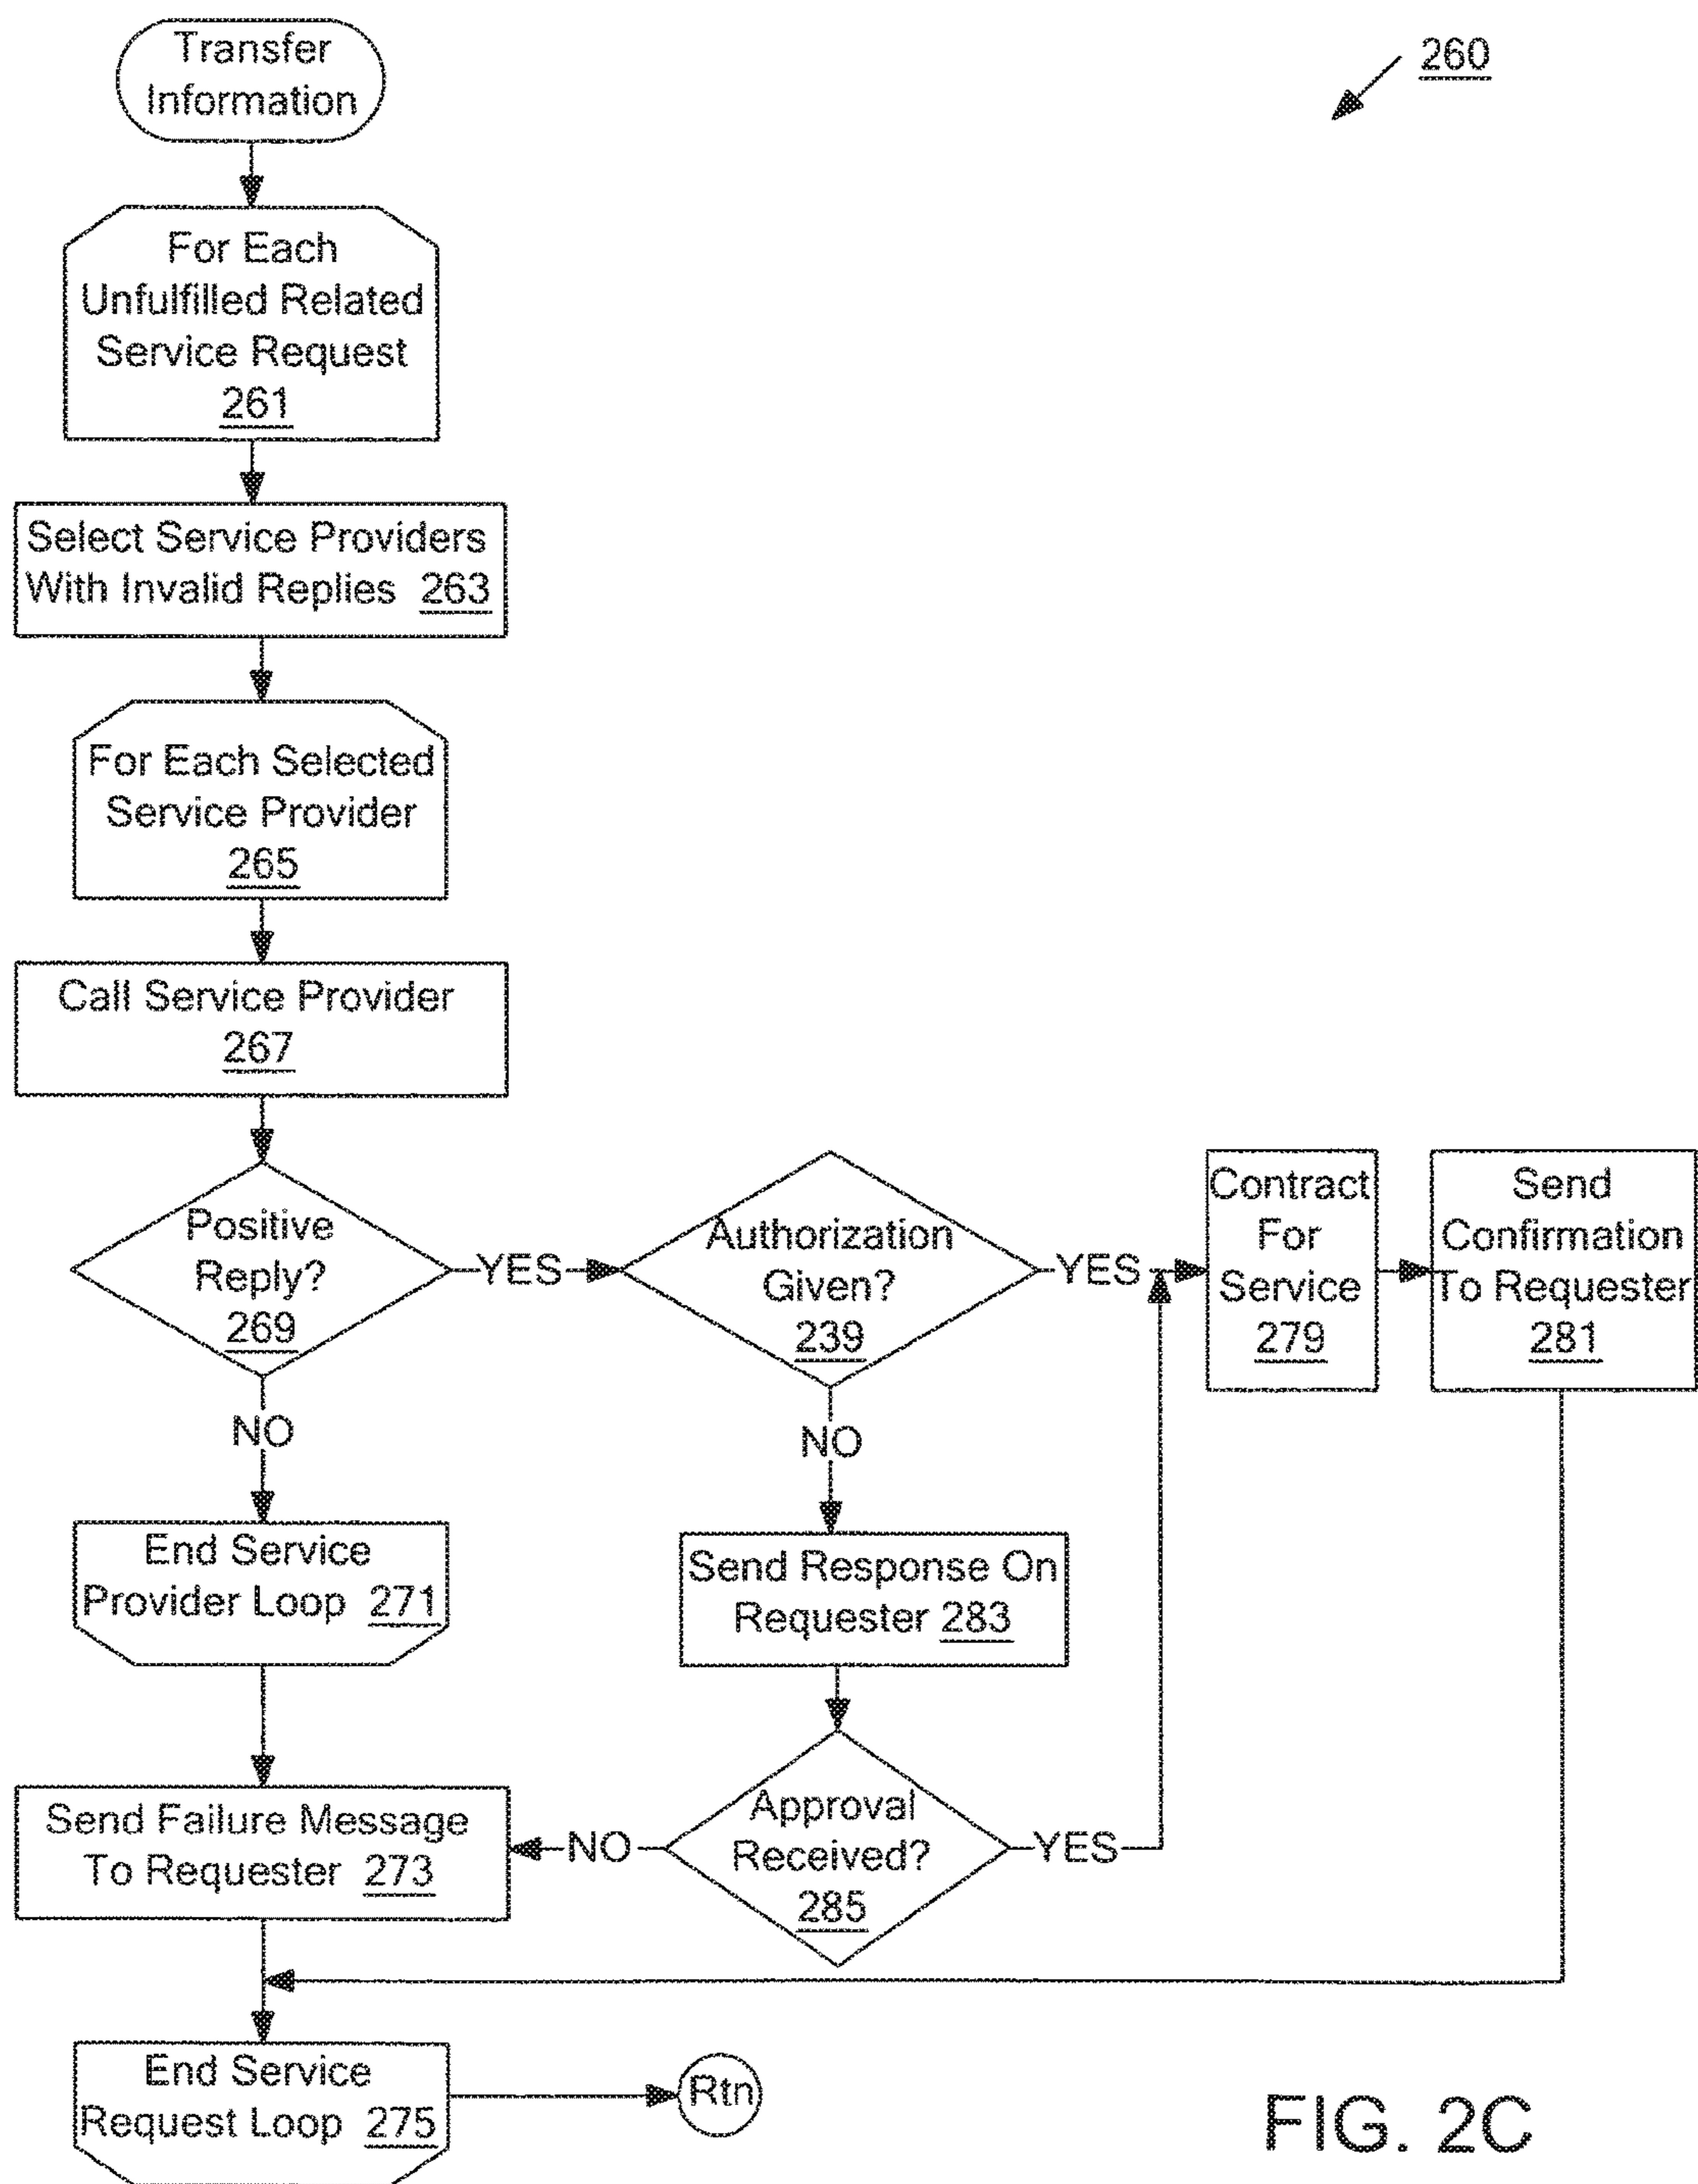 Transfer
Information
260
For Each
Unfulfilled Related
Service Request
261
Select Service Providers
With Invalid Replies 263
For Each Selected
Service Provider
265
Call Service Provider
267
Positive
Reply?
269
YES
Authorization
Given?
239
YES
Contract
For
Service
279
Send
Confirmation
To Requester
281
NO
NO
End Service
Provider Loop 271
Send Response On
Requester 283
Send Failure Message
To Requester 273
NO
Approval
Received?
285
YES
End Service
Request Loop 275
Rtn
FIG. 2C